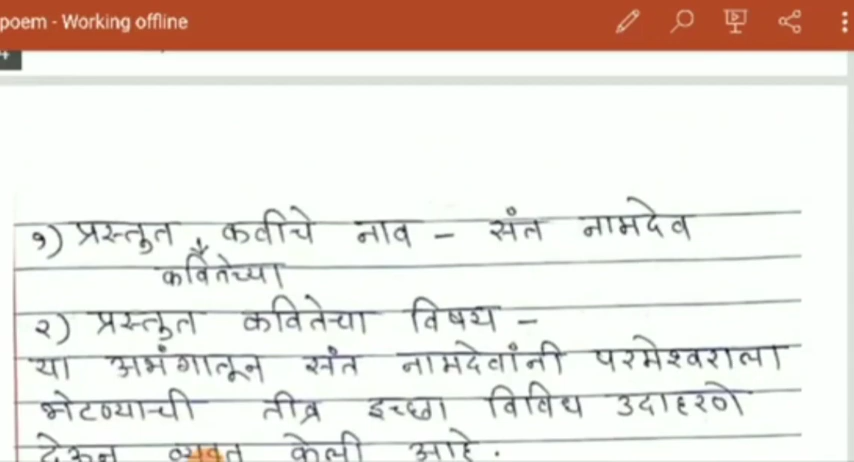 poem - Working offline
१) प्रस्तुत कवीचे नाव - संत नामदेव
कवितेच्या
२) प्रस्तुत कवितेचा विषय -
या अभंगातून संत नामदेवांनी परमेश्वराला
भेटण्याची तीव्र इच्छा विविध उदाहरणे
देऊन व्यक्त केली आहे.